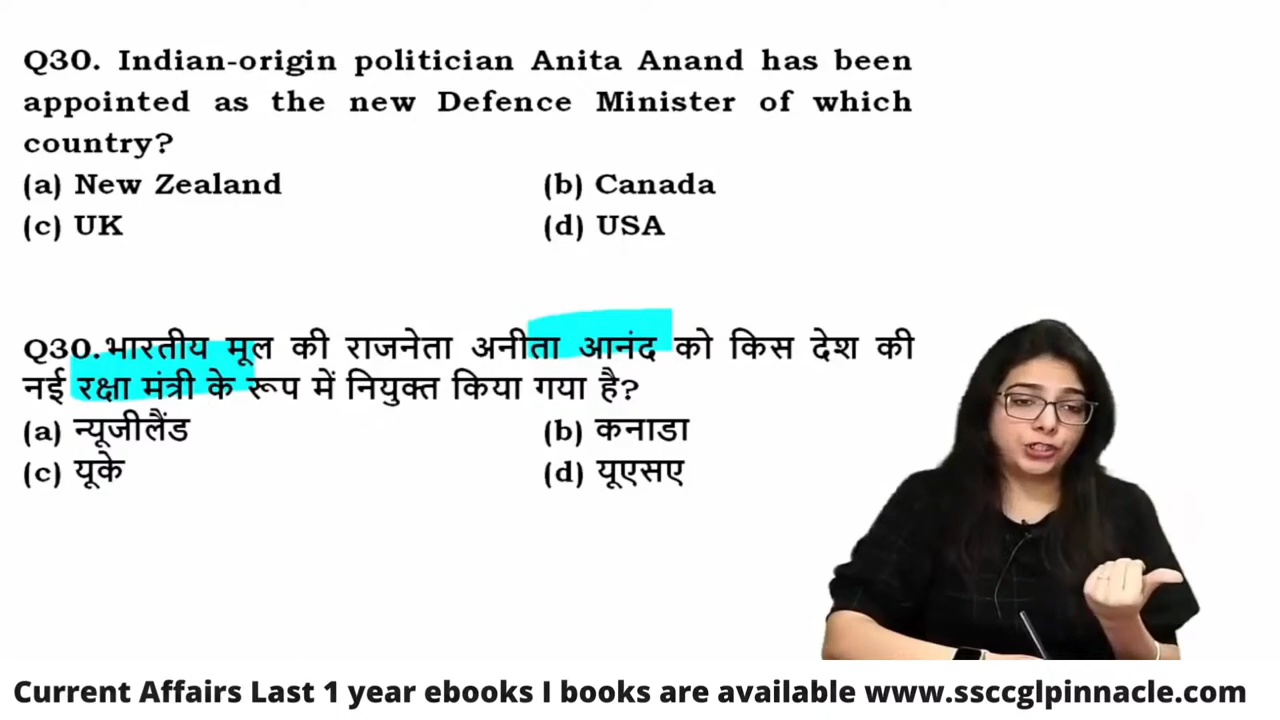 Q30. Indian-origin politician Anita Anand has been
appointed as the new Defence Minister of which
country?
(a) New Zealand (b) Canada
(c) UK (d) USA
Q30.भारतीय मूल की राजनेता अनीता आनंद को किस देश की
नई रक्षा मंत्री के रूप में नियुक्त किया गया है?
(a) न्यूजीलैंड (b) कनाडा
(c) यूके (d) यूएसए
Current Affairs Last 1 year ebooks I books are available www.ssccglpinnacle.com